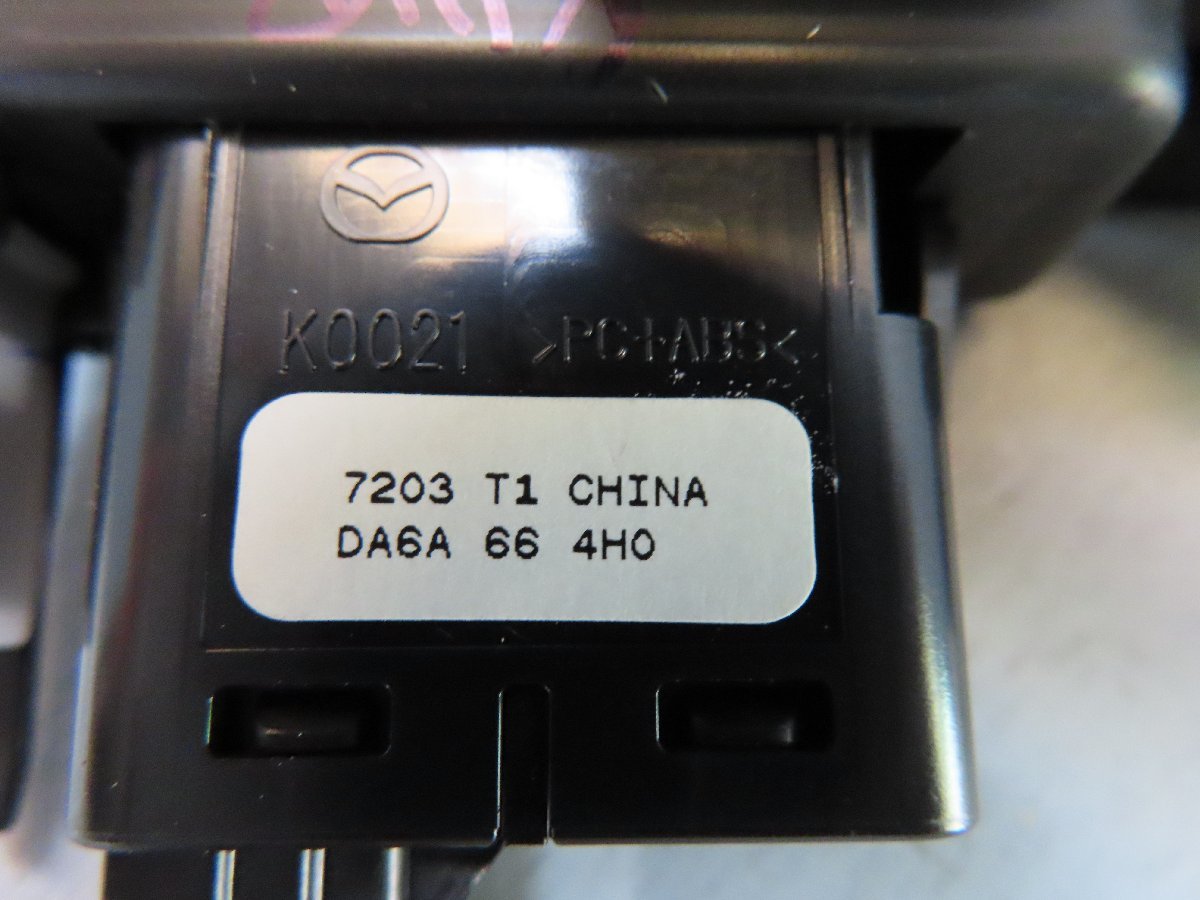 K0021 >PC+ABS<
7203 T1 CHINA
DA6A 66 4H0